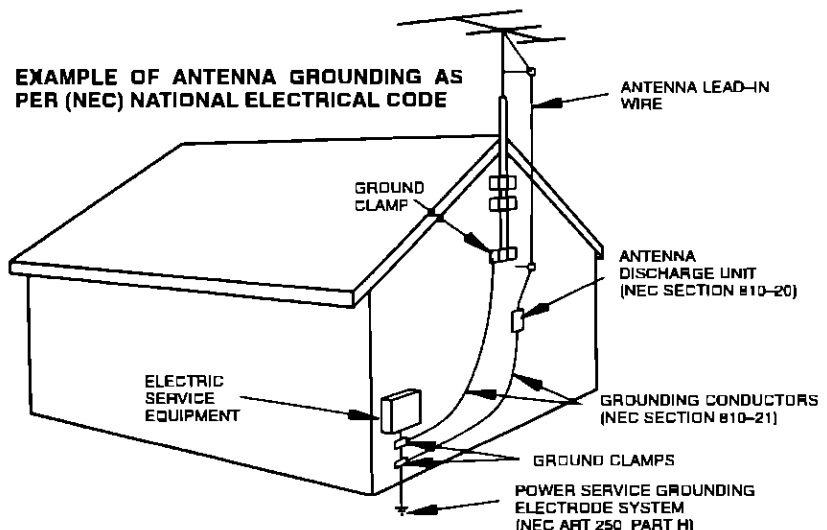 EXAMPLE OF ANTENNA GROUNDING AS
PER (NEC) NATIONAL ELECTRICAL CODE
ANTENNA LEAD-IN
WIRE
GROUND
CLAMP
ANTENNA
DISCHARGE UNIT
(NEC SECTION 810-20)
ELECTRIC
SERVICE
EQUIPMENT
GROUNDING CONDUCTORS
(NEC SECTION 810-21)
GROUND CLAMPS
POWER SERVICE GROUNDING
ELECTRODE SYSTEM
(NEC ART 250 PART H)